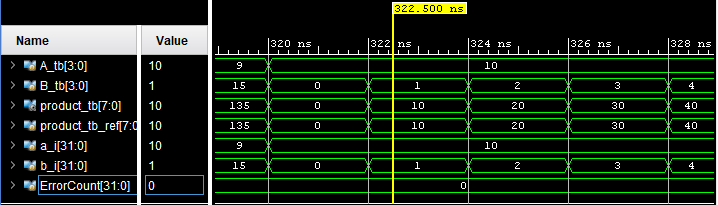 322.500 ns
Name Value 320 ns 322 ns 324 ns 326 ns 328 ns
A_tb[3:0] 10 9 10
B_tb[3:0] 1 15 0 1 2 3 4
product_tb[7:0] 10 135 0 10 20 30 40
product_tb_ref[7:0 10 135 0 10 20 30 40
a_i[31:0] 10 9 10
b_i[31:0] 1 15 0 1 2 3 4
ErrorCount[31:0] 0 0